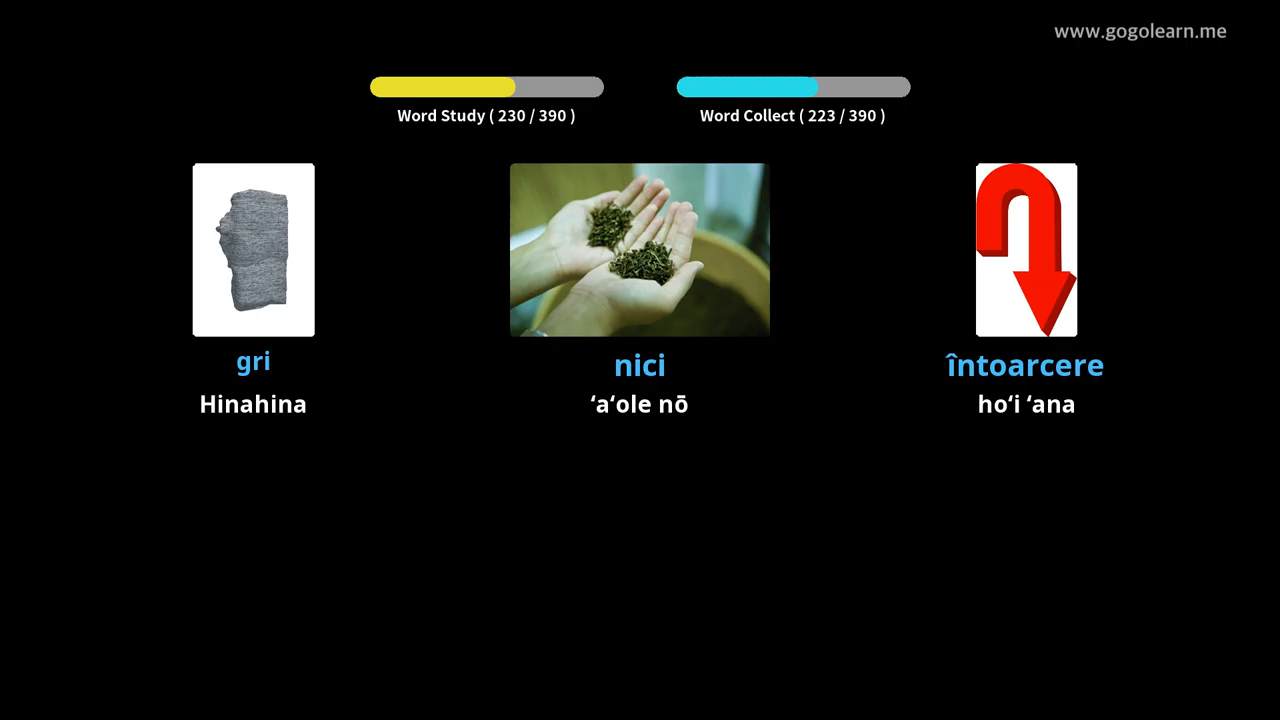 www.gogolearn.me
Word Study ( 230 / 390 )
Word Collect ( 223 / 390 )
gri
nici
întoarcere
Hinahina
ʻaʻole nō
hoʻi ʻana